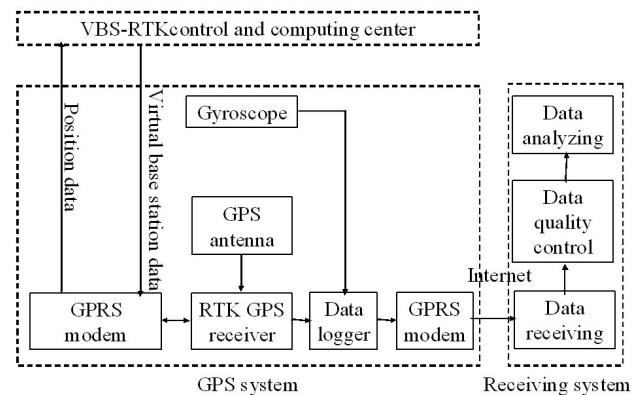 VBS-RTKcontrol and computing center
Position data
Virtual base station data
Gyroscope
GPS
antenna
GPRS
modem
RTK GPS
receiver
Data
logger
GPRS
modem
Internet
Data
analyzing
Data
quality
control
Data
receiving
GPS system
Receiving system